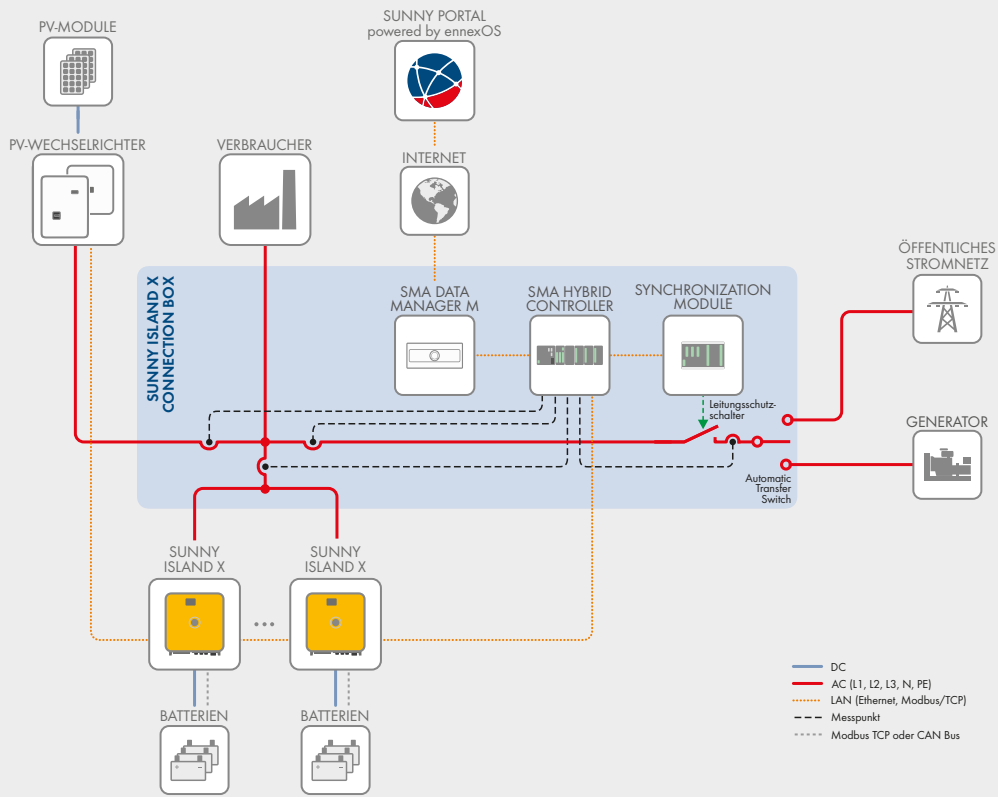 PV-MODULE
SUNNY PORTAL
powered by ennexOS
PV-WECHSELRICHTER
VERBRAUCHER
INTERNET
ÖFFENTLICHES
STROMNETZ
SUNNY ISLAND X
CONNECTION BOX
SMA DATA
MANAGER M
SMA HYBRID
CONTROLLER
SYNCHRONIZATION
MODULE
Leitungsschutz-
schalter
GENERATOR
Automatic
Transfer
Switch
SUNNY
ISLAND X
SUNNY
ISLAND X
...
BATTERIEN
BATTERIEN
DC
AC (L1, L2, L3, N, PE)
LAN (Ethernet, Modbus/TCP)
Messpunkt
Modbus TCP oder CAN Bus